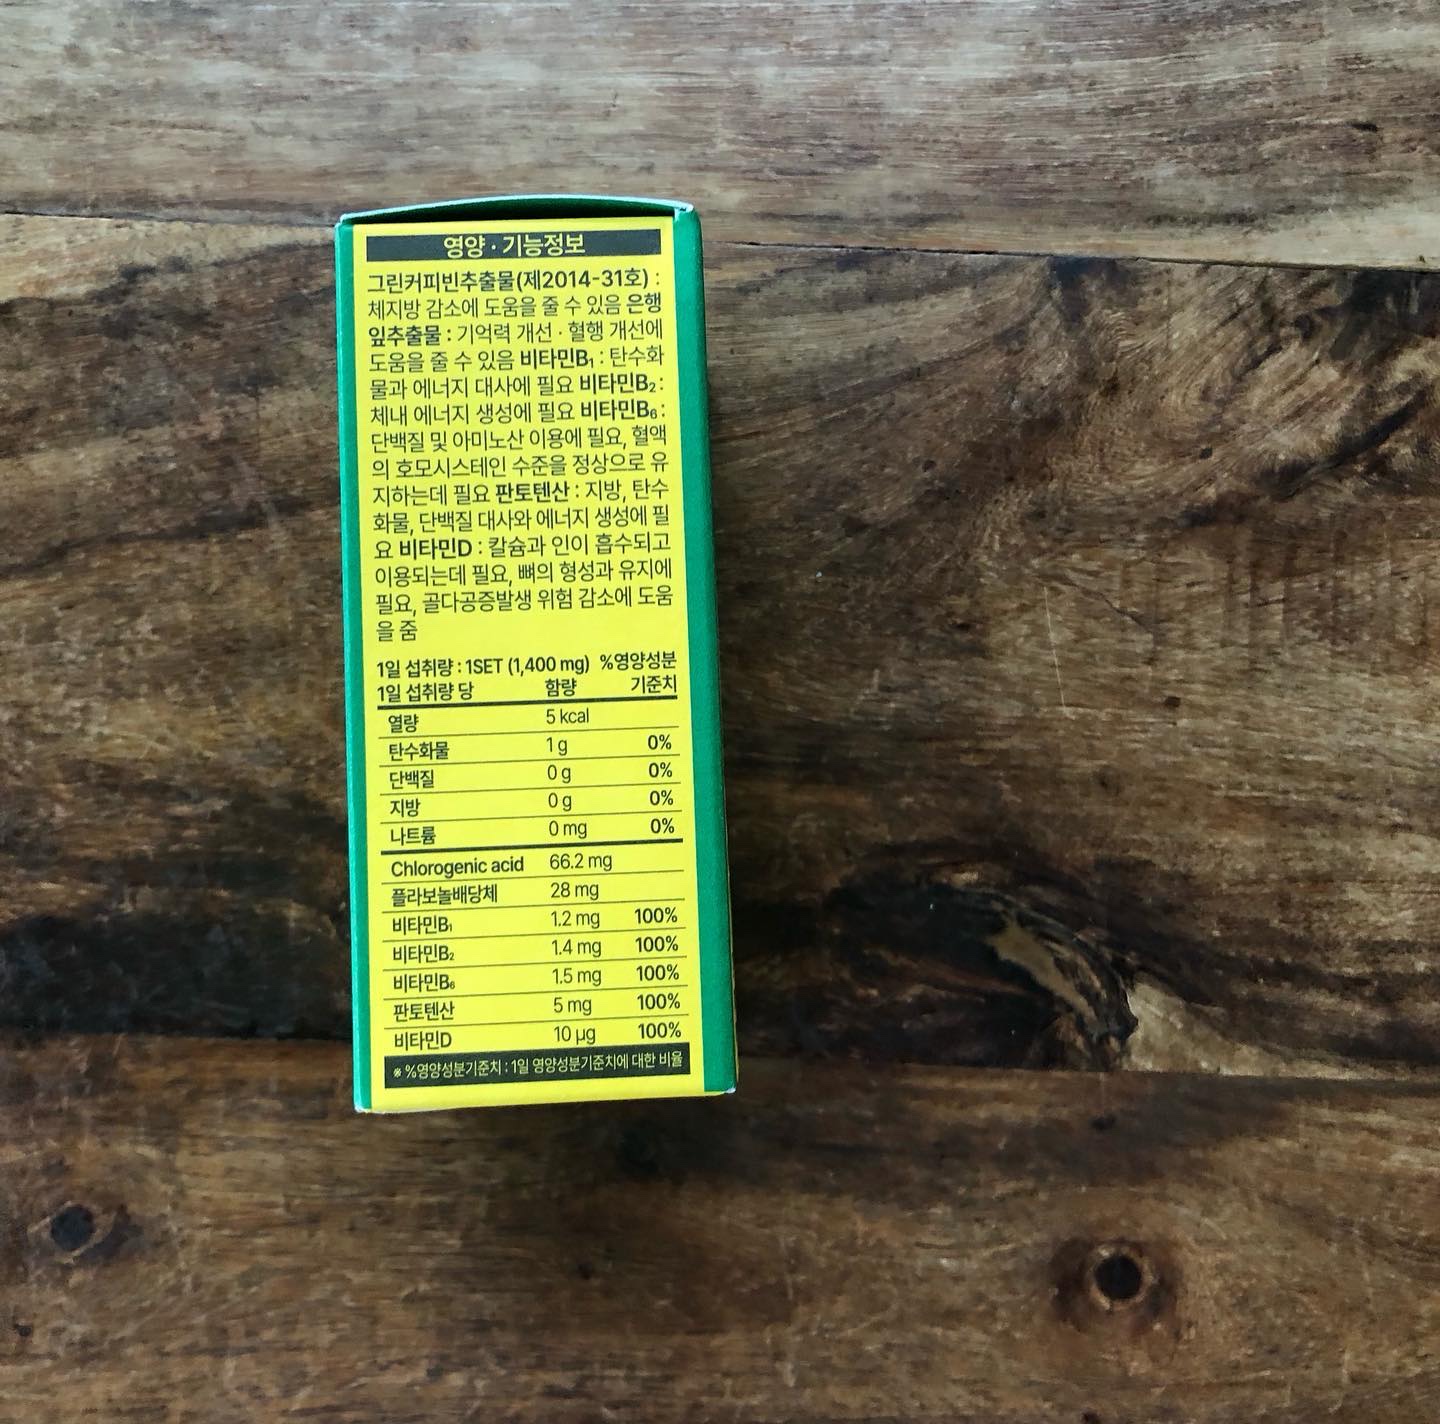 영양 · 기능정보
그린커피빈추출물(제2014-31호) :
체지방 감소에 도움을 줄 수 있음 은행
잎추출물 : 기억력 개선 · 혈행 개선에
도움을 줄 수 있음 비타민B₁ : 탄수화
물과 에너지 대사에 필요 비타민B₂ :
체내 에너지 생성에 필요 비타민B₆ :
단백질 및 아미노산 이용에 필요, 혈액
의 호모시스테인 수준을 정상으로 유
지하는데 필요 판토텐산 : 지방, 탄수
화물, 단백질 대사와 에너지 생성에 필
요 비타민D : 칼슘과 인이 흡수되고
이용되는데 필요, 뼈의 형성과 유지에
필요, 골다공증발생 위험 감소에 도움
을 줌
1일 섭취량 : 1SET (1,400 mg) %영양성분
1일 섭취량 당 함량 기준치
열량 5 kcal
탄수화물 1 g 0%
단백질 0 g 0%
지방 0 g 0%
나트륨 0 mg 0%
Chlorogenic acid 66.2 mg
플라보놀배당체 28 mg
비타민B₁ 1.2 mg 100%
비타민B₂ 1.4 mg 100%
비타민B₆ 1.5 mg 100%
판토텐산 5 mg 100%
비타민D 10 µg 100%
※ %영양성분기준치 : 1일 영양성분기준치에 대한 비율